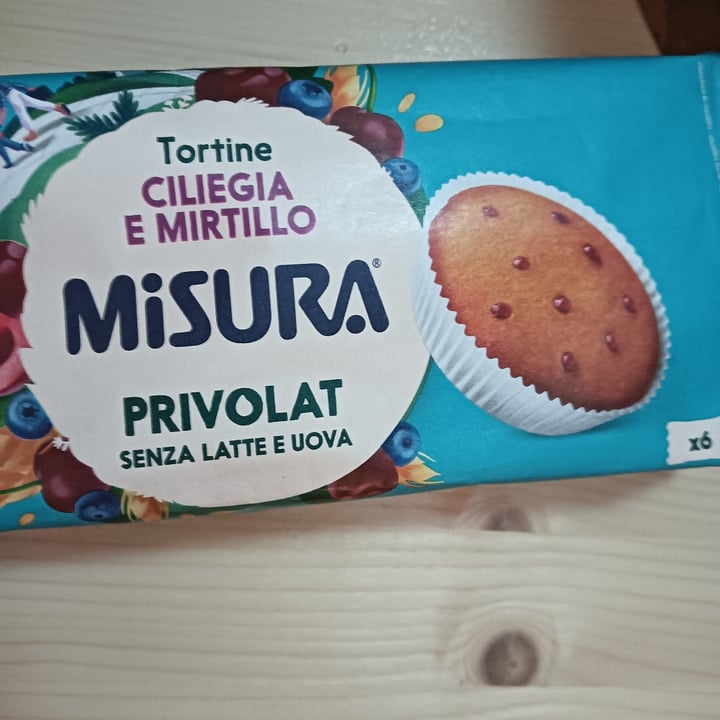 Tortine
CILIEGIA
E MIRTILLO
MiSURA®
PRIVOLAT
SENZA LATTE E UOVA
x6